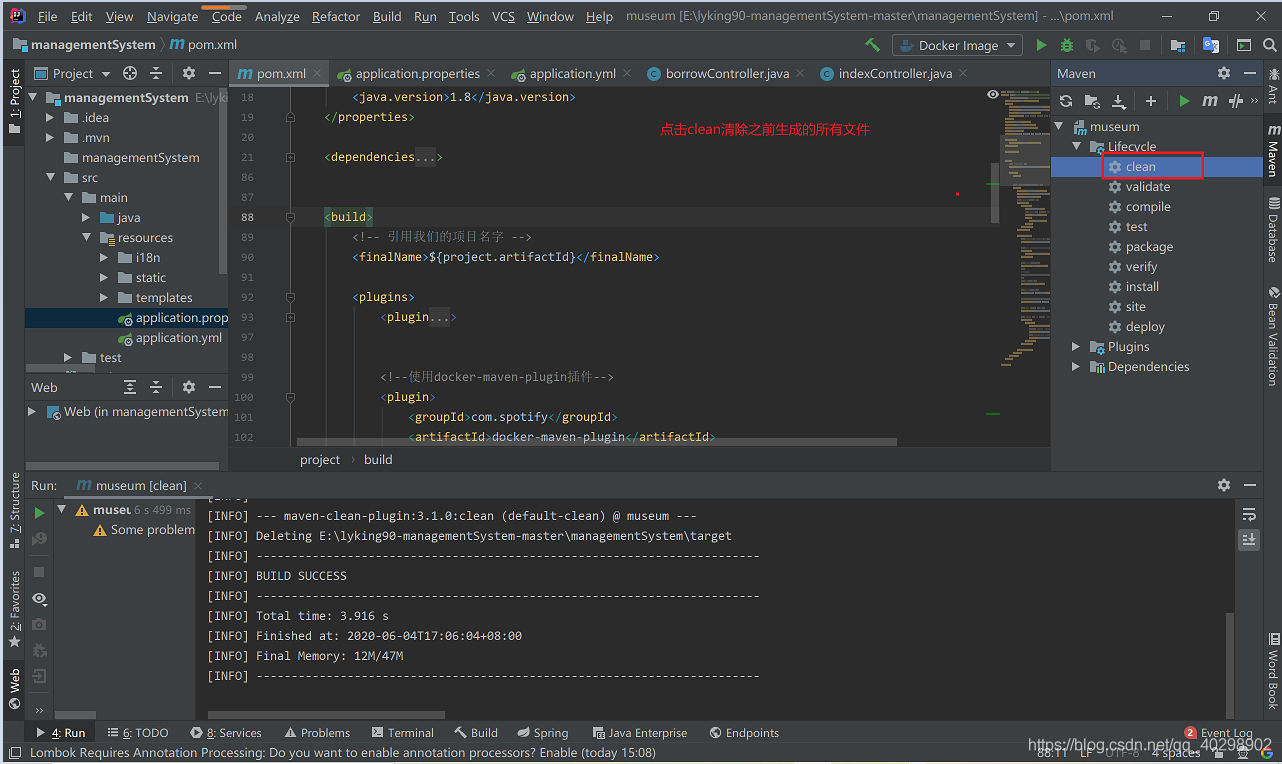 File Edit View Navigate Code Analyze Refactor Build Run Tools VCS Window Help museum [E:\lyking90-managementSystem-master\managementSystem] - ...\pom.xml
managementSystem pom.xml Docker Image
1: Project
Project
managementSystem E:\lyki
.idea
.mvn
managementSystem
src
main
java
resources
i18n
static
templates
application.prop
application.yml
test
Web
Web (in managementSystem
pom.xml application.properties application.yml borrowController.java indexController.java
18 <java.version>1.8</java.version>
19 </properties>
20
21 <dependencies...>
86
87
88 <build>
89 <!-- 引用我们的项目名字 -->
90 <finalName>${project.artifactId}</finalName>
91
92 <plugins>
93 <plugin...>
97
98
99 <!--使用docker-maven-plugin插件-->
100 <plugin>
101 <groupId>com.spotify</groupId>
102 <artifactId>docker-maven-plugin</artifactId>
点击clean清除之前生成的所有文件
project › build
Maven
museum
Lifecycle
clean
validate
compile
test
package
verify
install
site
deploy
Plugins
Dependencies
Ant
Maven
Database
Bean Validation
Word Book
7: Structure
2: Favorites
Web
Run: museum [clean]
museu 6 s 499 ms
Some problem
[INFO] --- maven-clean-plugin:3.1.0:clean (default-clean) @ museum ---
[INFO] Deleting E:\lyking90-managementSystem-master\managementSystem\target
[INFO] ------------------------------------------------------------------------
[INFO] BUILD SUCCESS
[INFO] ------------------------------------------------------------------------
[INFO] Total time: 3.916 s
[INFO] Finished at: 2020-06-04T17:06:04+08:00
[INFO] Final Memory: 12M/47M
[INFO] ------------------------------------------------------------------------
4: Run 6: TODO 8: Services Problems Terminal Build Spring Java Enterprise Endpoints 2 Event Log
Lombok Requires Annotation Processing: Do you want to enable annotation processors? Enable (today 15:08) 88:11 LF UTF-8 4 spaces
https://blog.csdn.net/qq_40298902